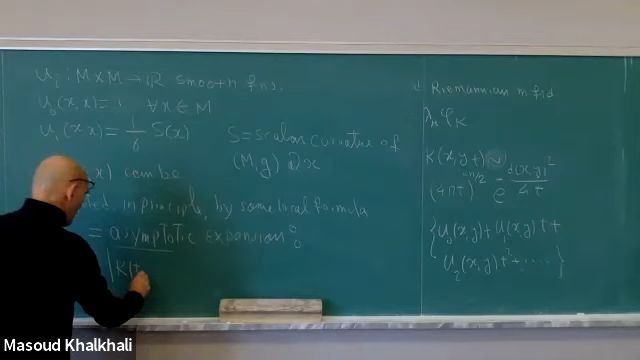 u_i : M×M → ℝ smooth fns.
u_0(x,x) = 1 ∀x∈M
u_1(x,x) = 1/6 S(x) S = scalar curvature of
(M,g) @ x
x) can be
in principle, by some local formula
= asymptotic expansion :
|K(t
Riemannian mfld
λ_k φ_k
K(x,y,t) ~
(4πt)^{-n/2} e^{-d(x,y)^2/4t}
{u_0(x,y) + u_1(x,y) t +
u_2(x,y) t^2 + ....}
Masoud Khalkhali